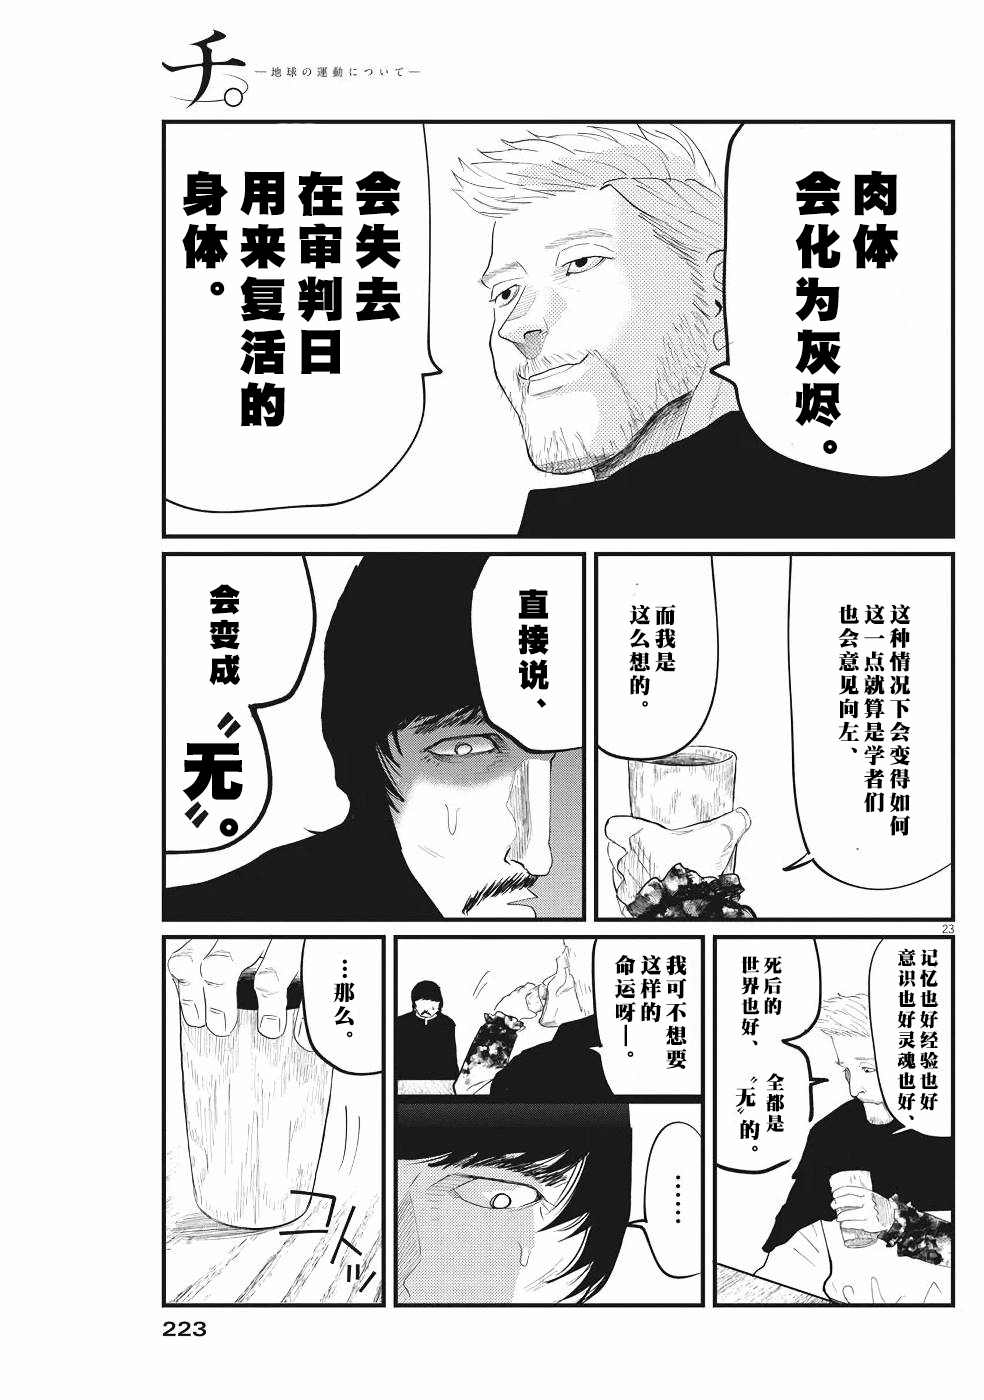 チ。
―地球の運動について―
肉体
会化为灰烬。
会失去
在审判日
用来复活的
身体。
这种情况下会变得如何
这一点就算是学者们
也会意见向左、
而我是
这么想的。
直接说、
会变成
〝无〟。
23
记忆也好经验也好
意识也好灵魂也好、
死后的
世界也好、
全都是
〝无〟的。
我可不想要
这样的
命运呀—。
……
…那么。
コトッ
223